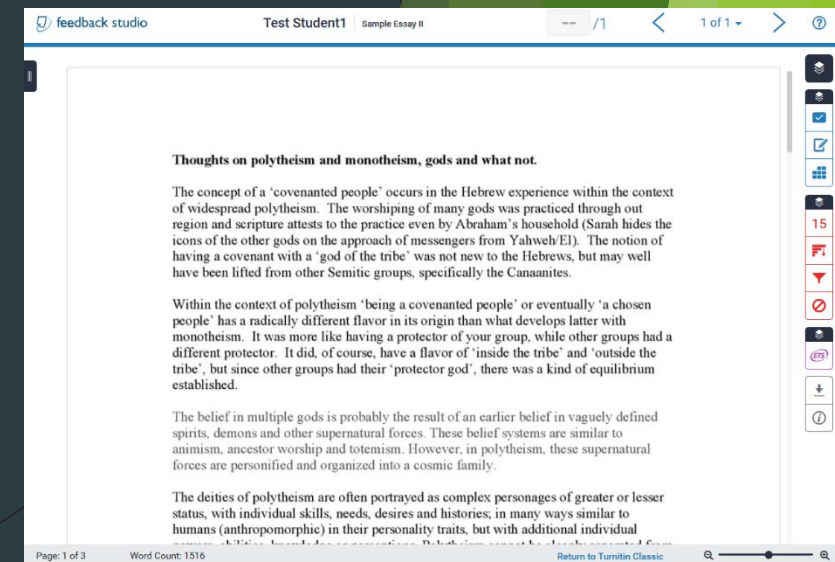 feedback studio
Test Student1 Sample Essay II
-- /1
1 of 1
?
Thoughts on polytheism and monotheism, gods and what not.
The concept of a ‘covenanted people’ occurs in the Hebrew experience within the context
of widespread polytheism. The worshiping of many gods was practiced through out
region and scripture attests to the practice even by Abraham’s household (Sarah hides the
icons of the other gods on the approach of messengers from Yahweh/El). The notion of
having a covenant with a ‘god of the tribe’ was not new to the Hebrews, but may well
have been lifted from other Semitic groups, specifically the Canaanites.
Within the context of polytheism ‘being a covenanted people’ or eventually ‘a chosen
people’ has a radically different flavor in its origin than what develops latter with
monotheism. It was more like having a protector of your group, while other groups had a
different protector. It did, of course, have a flavor of ‘inside the tribe’ and ‘outside the
tribe’, but since other groups had their ‘protector god’, there was a kind of equilibrium
established.
The belief in multiple gods is probably the result of an earlier belief in vaguely defined
spirits, demons and other supernatural forces. These belief systems are similar to
animism, ancestor worship and totemism. However, in polytheism, these supernatural
forces are personified and organized into a cosmic family.
The deities of polytheism are often portrayed as complex personages of greater or lesser
status, with individual skills, needs, desires and histories; in many ways similar to
humans (anthropomorphic) in their personality traits, but with additional individual
15
ETS
Page: 1 of 3 Word Count: 1516 Return to Turnitin Classic